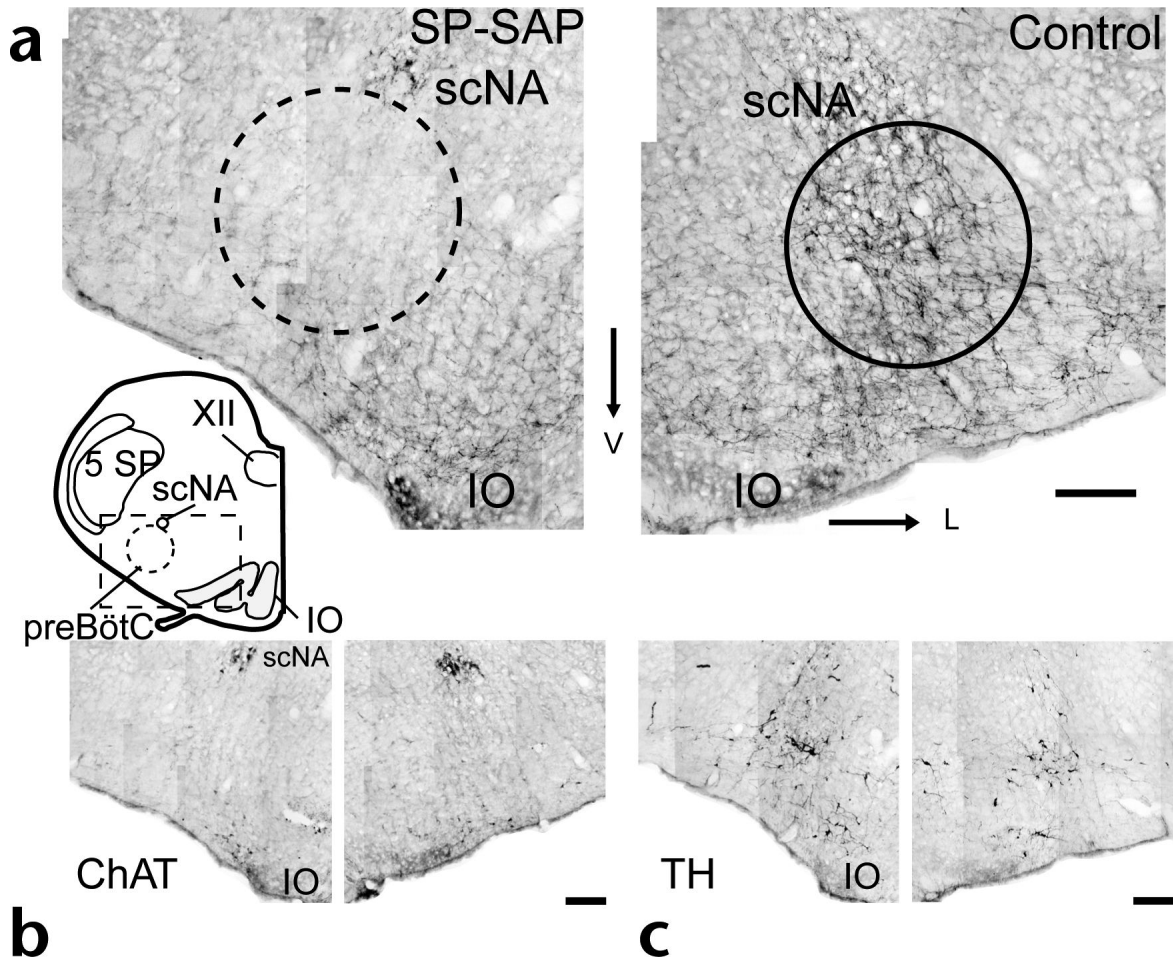 a
SP-SAP
scNA
Control
scNA
V
IO
IO
L
XII
5 SP
scNA
preBötC
IO
scNA
ChAT
IO
TH
IO
b
c